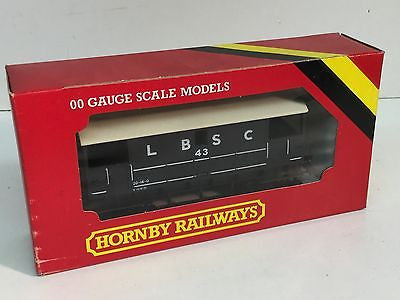 00 GAUGE SCALE MODELS
L B S C
43
HORNBY RAILWAYS